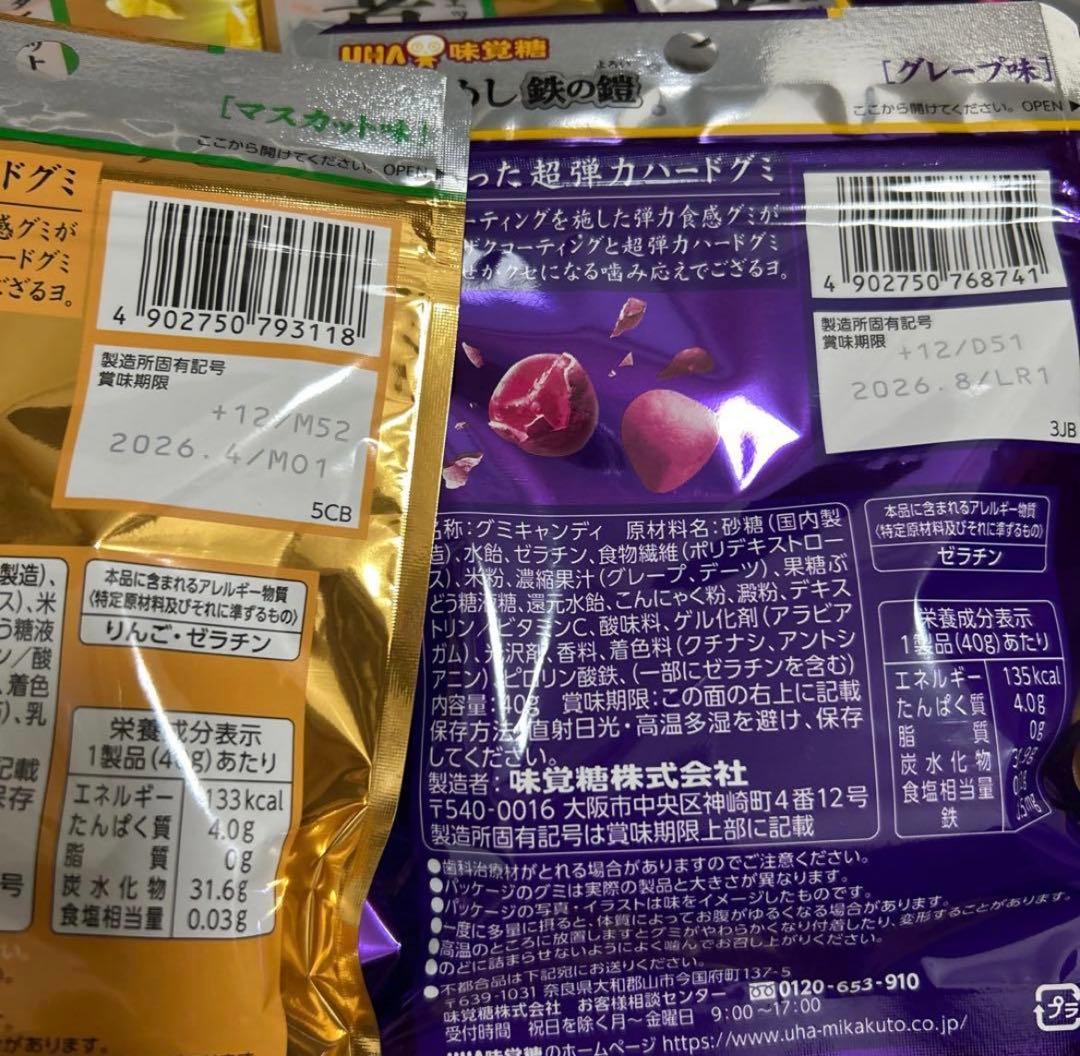 ット
[マスカット味]
ここから開けてください。OPEN
ドグミ
感グミが
ードグミ
ござるヨ。
4 902750 793118
製造所固有記号
賞味期限
+12/M52
2026.4/M01
5CB
製造)、
ス)、米
う糖液
ン/酸
、着色
、乳
記載
保存
号
本品に含まれるアレルギー物質
〈特定原材料及びそれに準ずるもの〉
りんご・ゼラチン
栄養成分表示
1製品(40g)あたり
エネルギー 133kcal
たんぱく質 4.0g
脂質 0g
炭水化物 31.6g
食塩相当量 0.03g
があります。
UHA味覚糖
し 鉄の鎧
よろい
[グレープ味]
ここから開けてください。OPEN▶
った超弾力ハードグミ
ーティングを施した弾力食感グミが
ザクコーティングと超弾力ハードグミ
せがクセになる噛み応えでござるヨ。
4 902750 768741
製造所固有記号
賞味期限 +12/D51
2026.8/LR1
3JB
名称:グミキャンディ 原材料名:砂糖(国内製
造)、水飴、ゼラチン、食物繊維(ポリデキストロー
ス)、米粉、濃縮果汁(グレープ、デーツ)、果糖ぶ
どう糖液糖、還元水飴、こんにゃく粉、澱粉、デキス
トリン/ビタミンC、酸味料、ゲル化剤(アラビア
ガム)、光沢剤、香料、着色料(クチナシ、アントシ
アニン)、ピロリン酸鉄、(一部にゼラチンを含む)
内容量:40g 賞味期限:この面の右上に記載
保存方法:直射日光・高温多湿を避け、保存
してください。
製造者:味覚糖株式会社
〒540-0016 大阪市中央区神崎町4番12号
製造所固有記号は賞味期限上部に記載
本品に含まれるアレルギー物質
〈特定原材料及びそれに準ずるもの〉
ゼラチン
栄養成分表示
1製品(40g)あたり
エネルギー 135kcal
たんぱく質 4.0g
脂質 0g
炭水化物 31.9g
食塩相当量
鉄
●歯科治療材がとれる場合がありますのでご注意ください。
●パッケージのグミは実際の製品と大きさが異なります。
●パッケージの写真・イラストは味をイメージしたものです。
●一度に多量に摂ると、体質によってお腹がゆるくなる場合があります。
●高温のところに放置しますとグミがやわらかくなり付着したり、変形することがあります。
●のどに詰まらせないようによく噛んでお召し上がりください。
●不都合品は下記宛にお送りください。
〒639-1031 奈良県大和郡山市今国府町137-5
味覚糖株式会社 お客様相談センター 0120-653-910
受付時間 祝日を除く月〜金曜日 9:00〜17:00
UHA味覚糖のホームページ https://www.uha-mikakuto.co.jp/
プラ